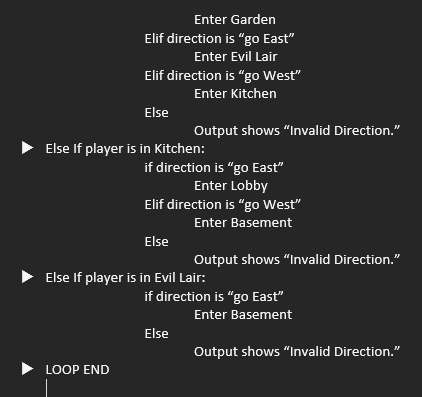 Enter Garden
Elif direction is “go East”
Enter Evil Lair
Elif direction is “go West”
Enter Kitchen
Else
Output shows “Invalid Direction.”
Else If player is in Kitchen:
if direction is “go East”
Enter Lobby
Elif direction is “go West”
Enter Basement
Else
Output shows “Invalid Direction.”
Else If player is in Evil Lair:
if direction is “go East”
Enter Basement
Else
Output shows “Invalid Direction.”
LOOP END